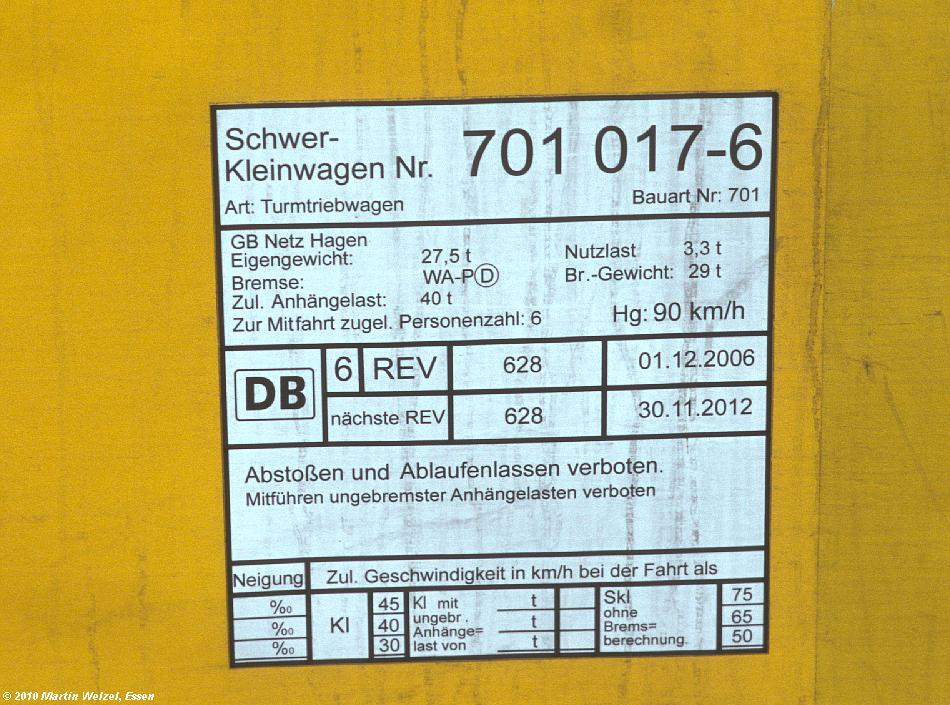 Schwer-
Kleinwagen Nr. 701 017-6
Art: Turmtriebwagen Bauart Nr: 701
GB Netz Hagen
Eigengewicht: 27,5 t Nutzlast 3,3 t
Bremse: WA-P Ⓓ Br.-Gewicht: 29 t
Zul. Anhängelast: 40 t
Zur Mitfahrt zugel. Personenzahl: 6 Hg: 90 km/h
DB 6 REV 628 01.12.2006
nächste REV 628 30.11.2012
Abstoßen und Ablaufenlassen verboten.
Mitführen ungebremster Anhängelasten verboten
Neigung Zul. Geschwindigkeit in km/h bei der Fahrt als
‰ Kl 45 Kl mit t Skl 75
‰ 40 ungebr. t ohne 65
‰ 30 Anhänge= t Brems= 50
last von berechnung.
© 2010 Martin Welzel, Essen